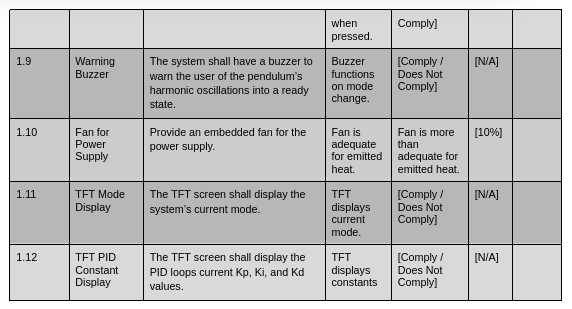 when pressed.
Comply]
1.9
Warning
Buzzer
The system shall have a buzzer to
warn the user of the pendulum's
harmonic oscillations into a ready
state.
Buzzer
functions
on mode
change.
[Comply /
Does Not
Comply]
[N/A]
1.10
Fan for
Power
Supply
Provide an embedded fan for the
power supply.
Fan is
adequate
for emitted
heat.
Fan is more
than
adequate for
emitted heat.
[10%]
1.11
TFT Mode
Display
The TFT screen shall display the
system's current mode.
TFT
displays
current
mode.
[Comply /
Does Not
Comply]
[N/A]
1.12
TFT PID
Constant
Display
The TFT screen shall display the
PID loops current Kp, Ki, and Kd
values.
TFT
displays
constants
[Comply /
Does Not
Comply]
[N/A]